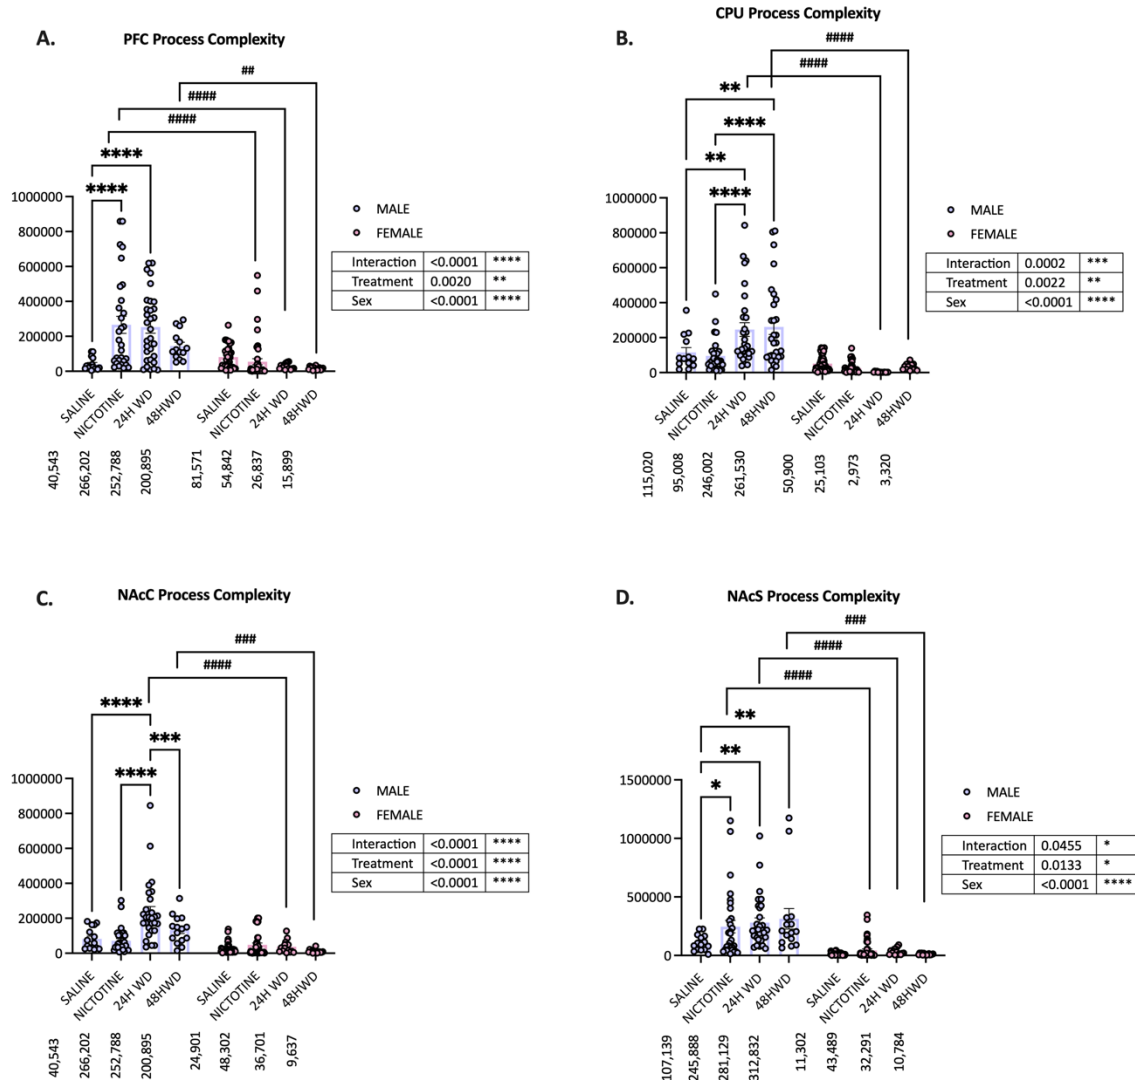 A.
PFC Process Complexity
##
####
####
****
****
1000000
800000
600000
400000
200000
0
MALE
FEMALE
Interaction <0.0001 ****
Treatment 0.0020 **
Sex <0.0001 ****
SALINE
NICTOTINE
24H WD
48HWD
SALINE
NICTOTINE
24H WD
48HWD
40,543
266,202
252,788
200,895
81,571
54,842
26,837
15,899
B.
CPU Process Complexity
####
####
**
****
**
****
1000000
800000
600000
400000
200000
0
MALE
FEMALE
Interaction 0.0002 ***
Treatment 0.0022 **
Sex <0.0001 ****
SALINE
NICTOTINE
24H WD
48HWD
SALINE
NICTOTINE
24H WD
48HWD
115,020
95,008
246,002
261,530
50,900
25,103
2,973
3,320
C.
NAcC Process Complexity
###
####
****
***
****
1000000
800000
600000
400000
200000
0
MALE
FEMALE
Interaction <0.0001 ****
Treatment <0.0001 ****
Sex <0.0001 ****
SALINE
NICTOTINE
24H WD
48HWD
SALINE
NICTOTINE
24H WD
48HWD
40,543
266,202
252,788
200,895
24,901
48,302
36,701
9,637
D.
NAcS Process Complexity
###
####
####
**
**
*
1500000
1000000
500000
0
MALE
FEMALE
Interaction 0.0455 *
Treatment 0.0133 *
Sex <0.0001 ****
SALINE
NICTOTINE
24H WD
48HWD
SALINE
NICTOTINE
24H WD
48HWD
107,139
245,888
281,129
312,832
11,302
43,489
32,291
10,784